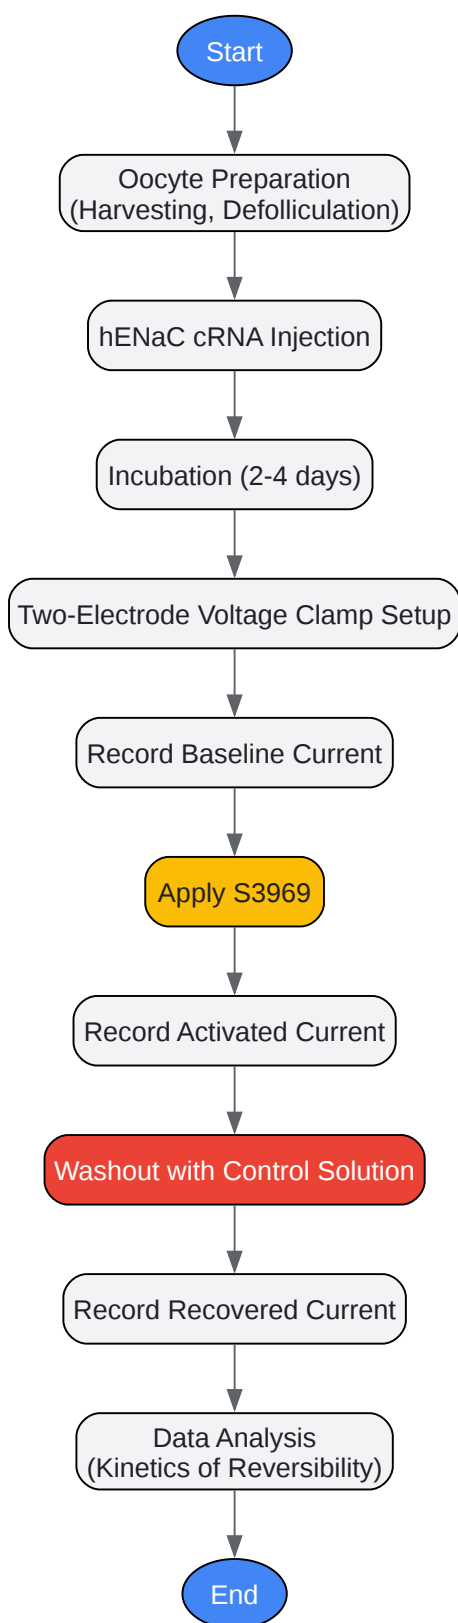 Start
Oocyte Preparation
(Harvesting, Defolliculation)
hENaC cRNA Injection
Incubation (2-4 days)
Two-Electrode Voltage Clamp Setup
Record Baseline Current
Apply S3969
Record Activated Current
Washout with Control Solution
Record Recovered Current
Data Analysis
(Kinetics of Reversibility)
End